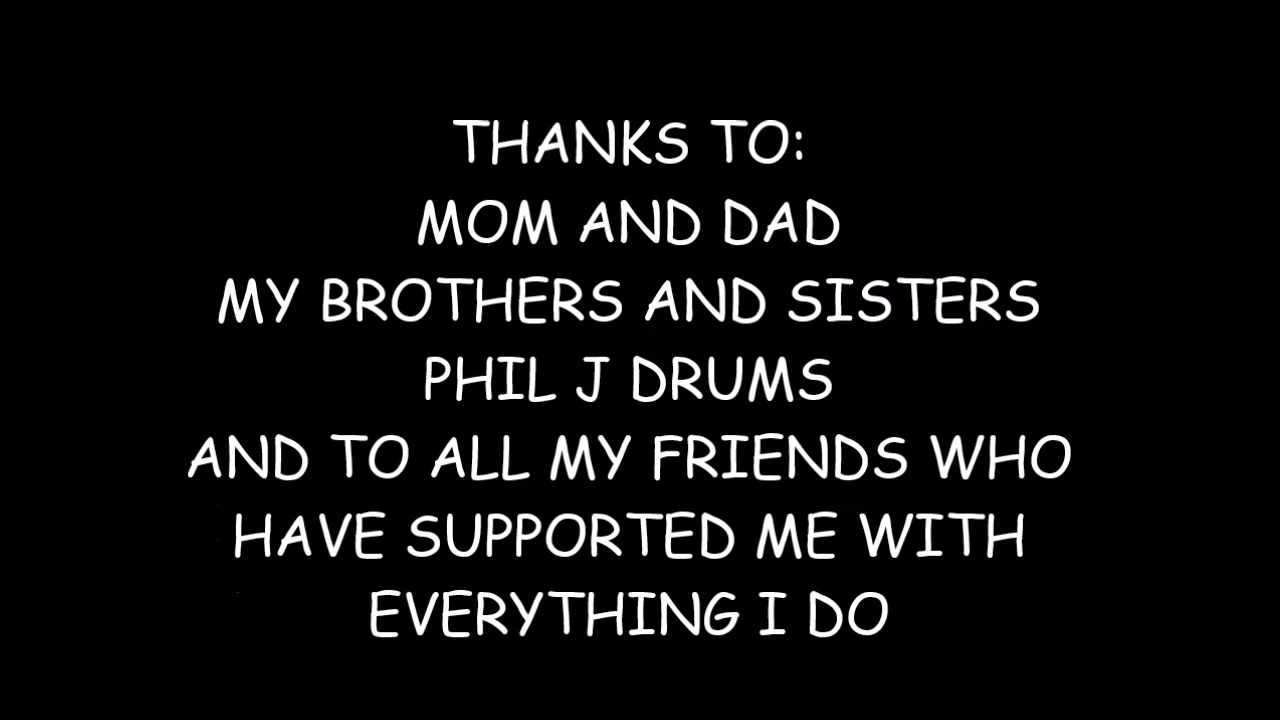 THANKS TO:
MOM AND DAD
MY BROTHERS AND SISTERS
PHIL J DRUMS
AND TO ALL MY FRIENDS WHO
HAVE SUPPORTED ME WITH
EVERYTHING I DO